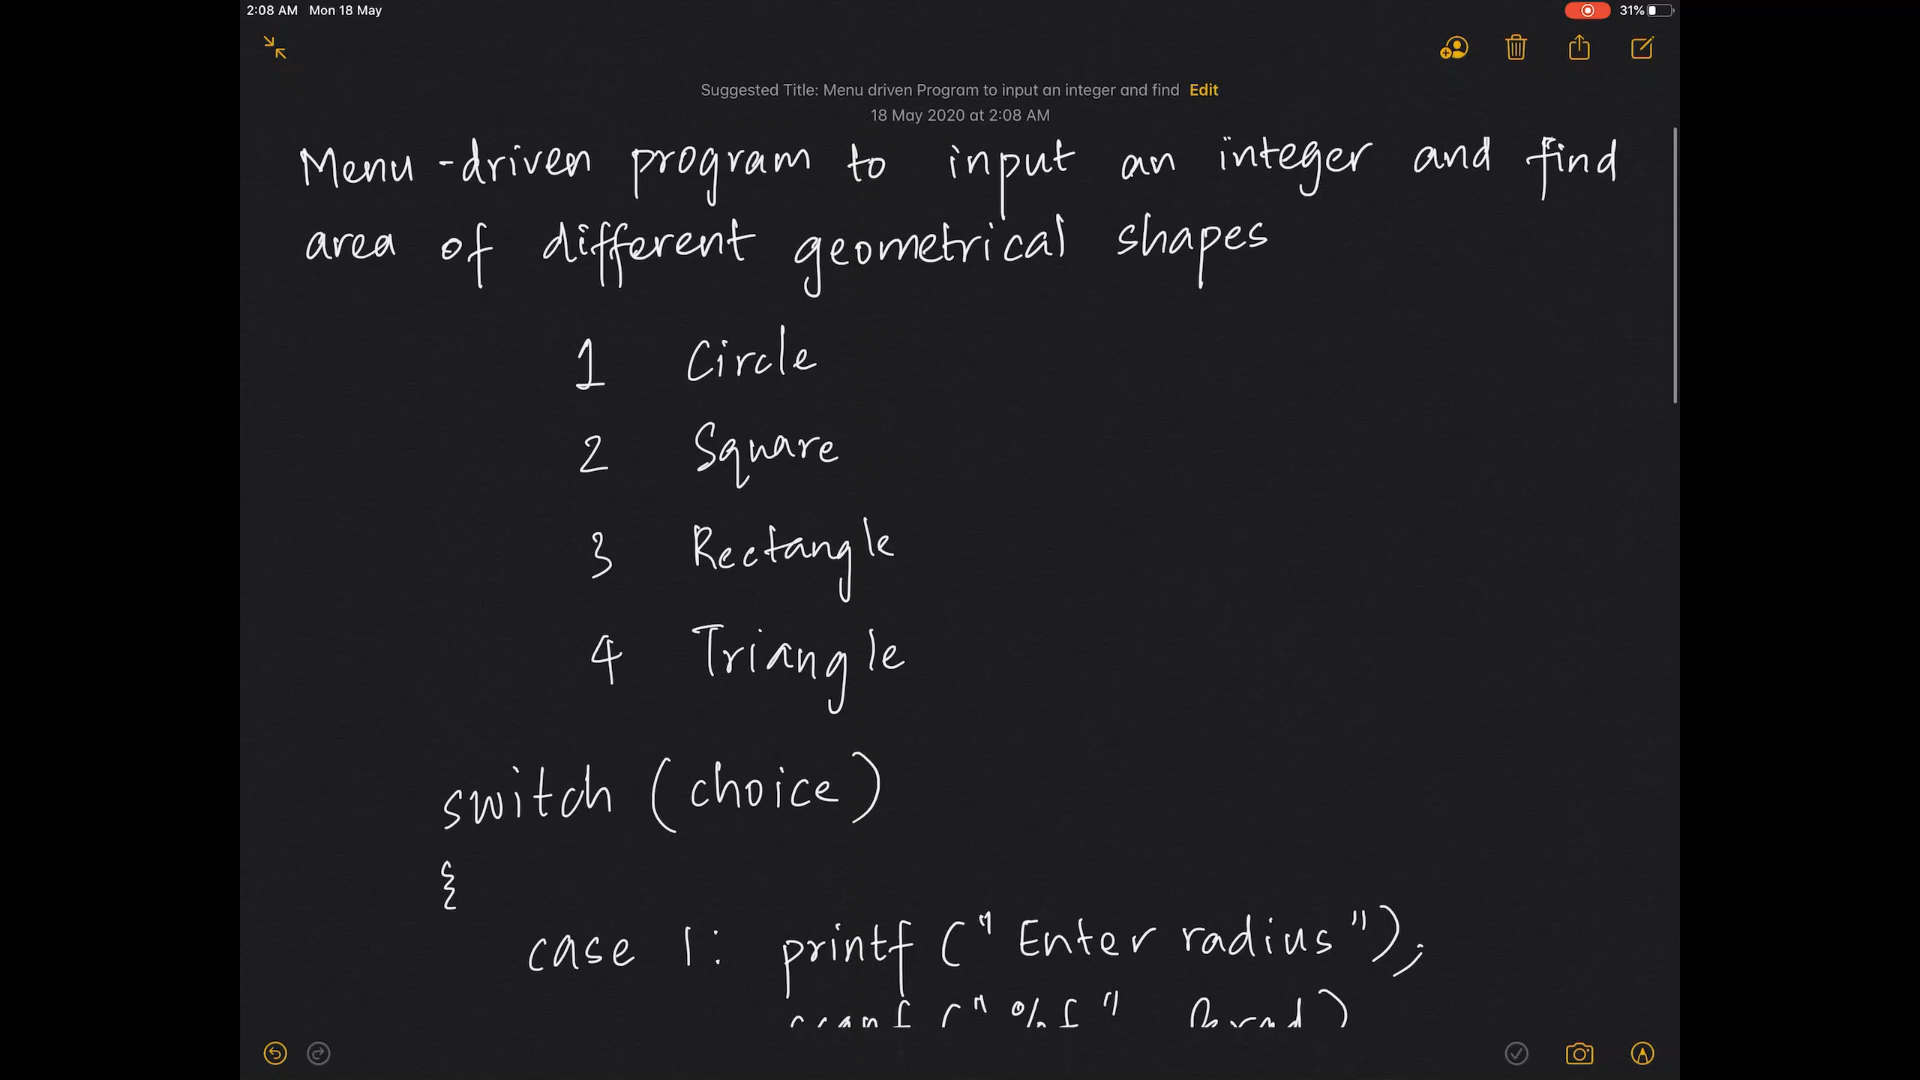 2:08 AM Mon 18 May 31%
Suggested Title: Menu driven Program to input an integer and find Edit
18 May 2020 at 2:08 AM
Menu-driven program to input an integer and find
area of different geometrical shapes
1 Circle
2 Square
3 Rectangle
4 Triangle
switch (choice)
{
case 1: printf ("Enter radius");
scanf ("%f" &rad)